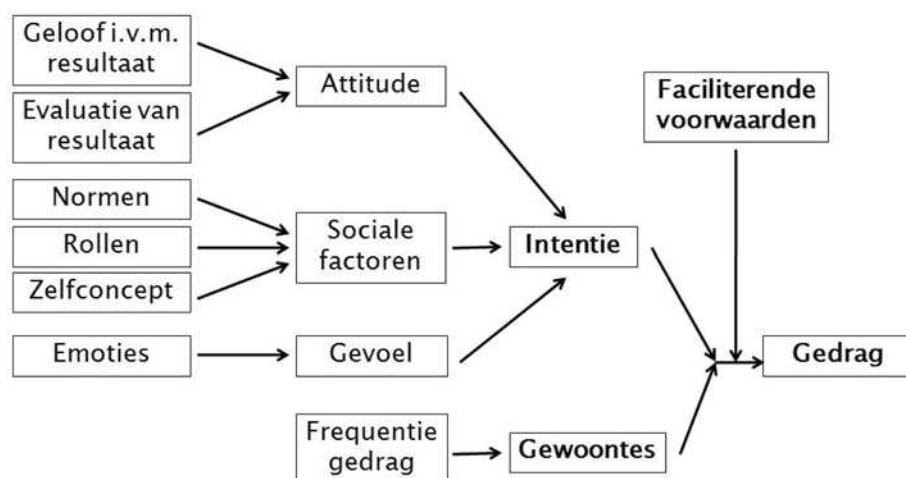 Geloof i.v.m.
resultaat
Evaluatie van
resultaat
Normen
Rollen
Zelfconcept
Emoties
Attitude
Sociale
factoren
Gevoel
Frequentie
gedrag
Intentie
Gewoontes
Faciliterende
voorwaarden
Gedrag